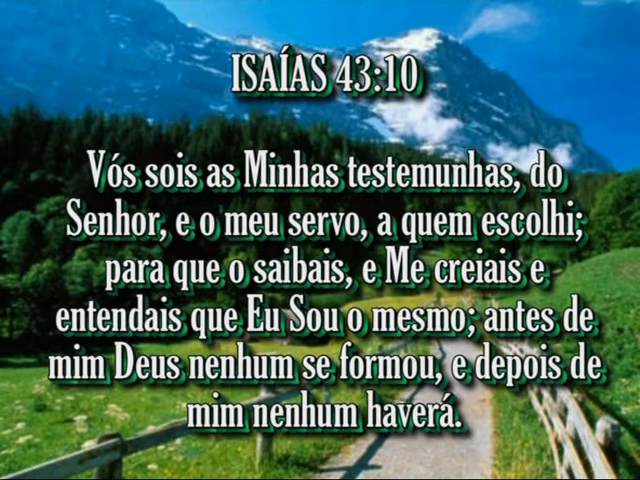 ISAÍAS 43:10
Vós sois as Minhas testemunhas, do
Senhor, e o meu servo, a quem escolhi;
para que o saibais, e Me creiais e
entendais que Eu Sou o mesmo; antes de
mim Deus nenhum se formou, e depois de
mim nenhum haverá.